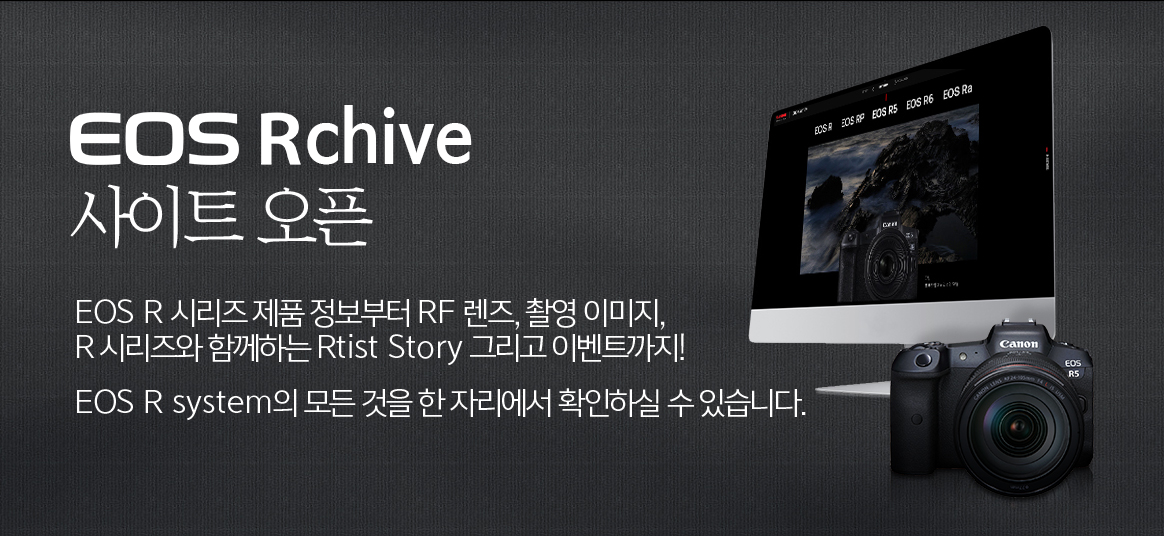 EOS Rchive
사이트 오픈
EOS R 시리즈 제품 정보부터 RF 렌즈, 촬영 이미지,
R 시리즈와 함께하는 Rtist Story 그리고 이벤트까지!
EOS R system의 모든 것을 한 자리에서 확인하실 수 있습니다.
EOS R EOS RP EOS R5 EOS R6 EOS Ra
Canon
Canon
EOS
R5